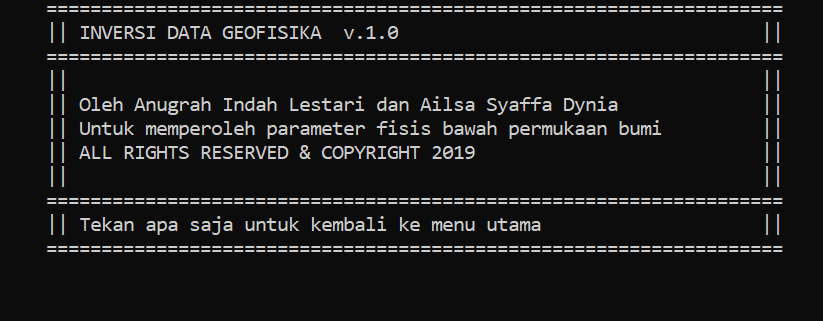 ===================================================================
|| INVERSI DATA GEOFISIKA  v.1.0                                 ||
===================================================================
||                                                               ||
|| Oleh Anugrah Indah Lestari dan Ailsa Syaffa Dynia             ||
|| Untuk memperoleh parameter fisis bawah permukaan bumi         ||
|| ALL RIGHTS RESERVED & COPYRIGHT 2019                          ||
||                                                               ||
===================================================================
|| Tekan apa saja untuk kembali ke menu utama                    ||
===================================================================